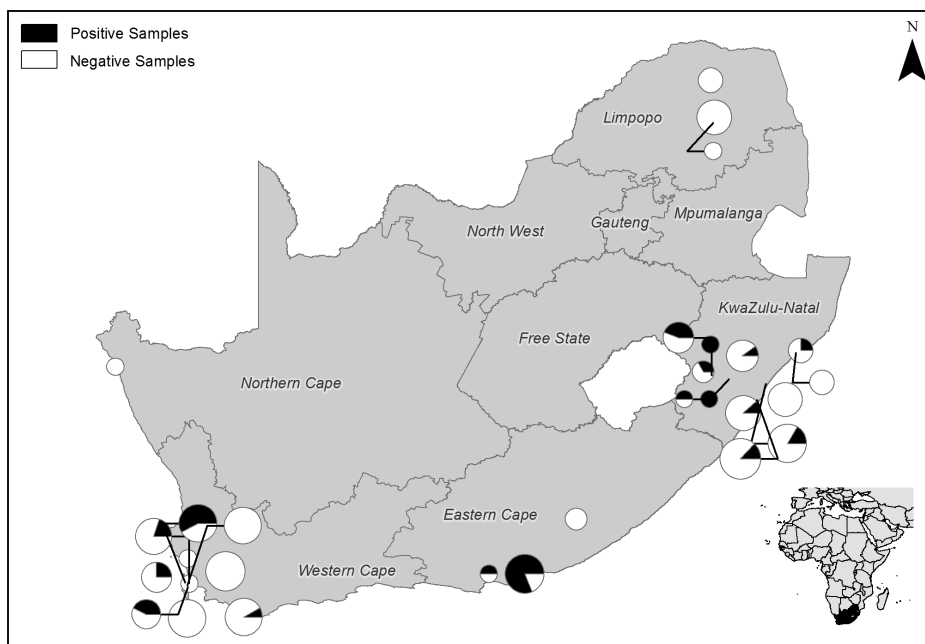 Positive Samples
Negative Samples
N
Limpopo
Mpumalanga
Gauteng
North West
KwaZulu-Natal
Free State
Northern Cape
Eastern Cape
Western Cape